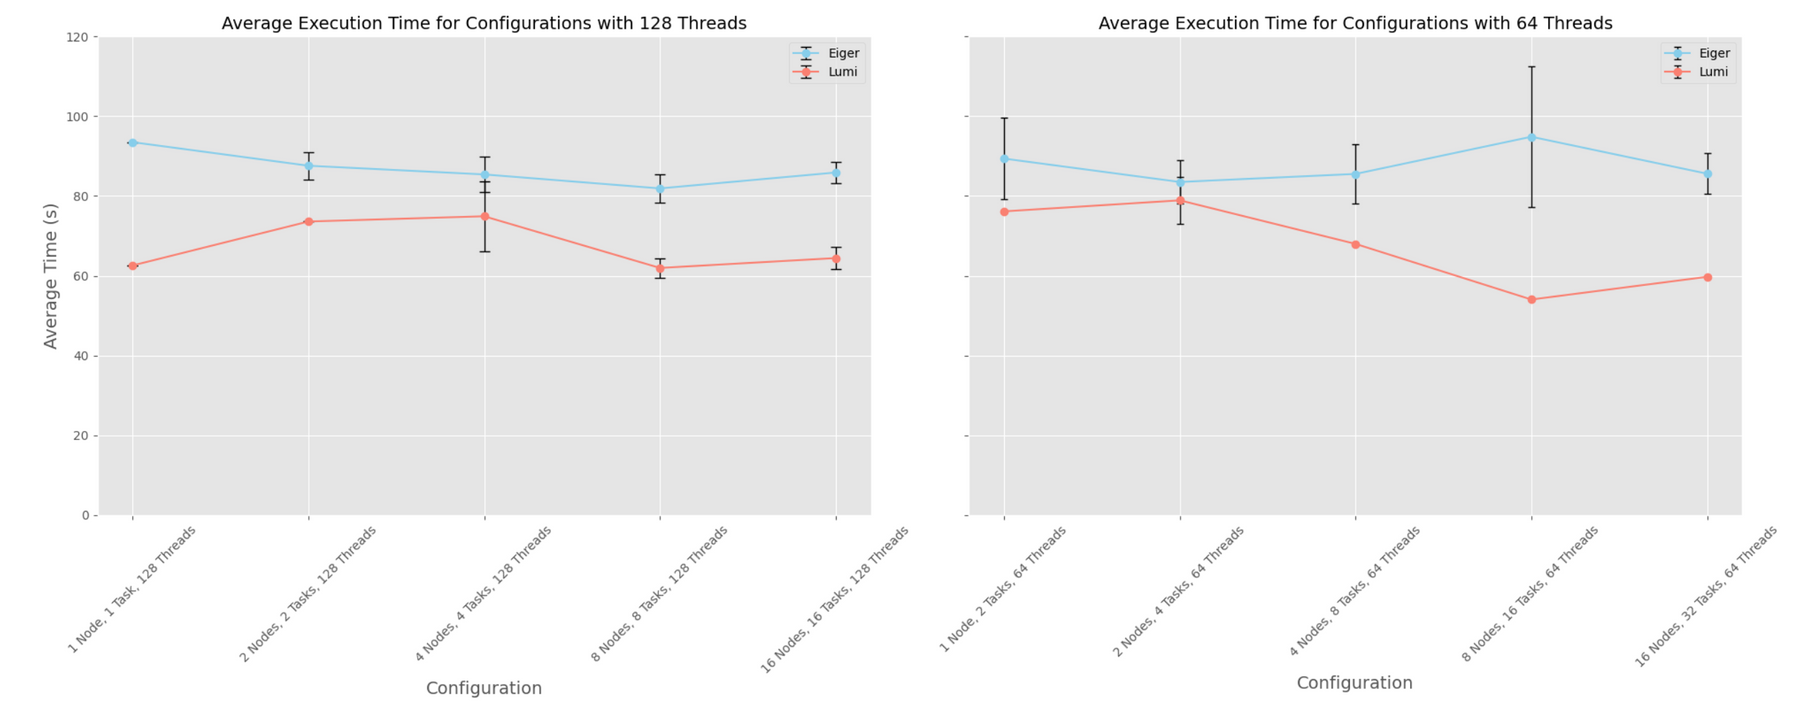 Average Execution Time for Configurations with 128 Threads
Average Time (s)
120
100
80
60
40
20
0
Eiger
Lumi
1 Node, 1 Task, 128 Threads
2 Nodes, 2 Tasks, 128 Threads
4 Nodes, 4 Tasks, 128 Threads
8 Nodes, 8 Tasks, 128 Threads
16 Nodes, 16 Tasks, 128 Threads
Configuration
Average Execution Time for Configurations with 64 Threads
Eiger
Lumi
1 Node, 2 Tasks, 64 Threads
2 Nodes, 4 Tasks, 64 Threads
4 Nodes, 8 Tasks, 64 Threads
8 Nodes, 16 Tasks, 64 Threads
16 Nodes, 32 Tasks, 64 Threads
Configuration